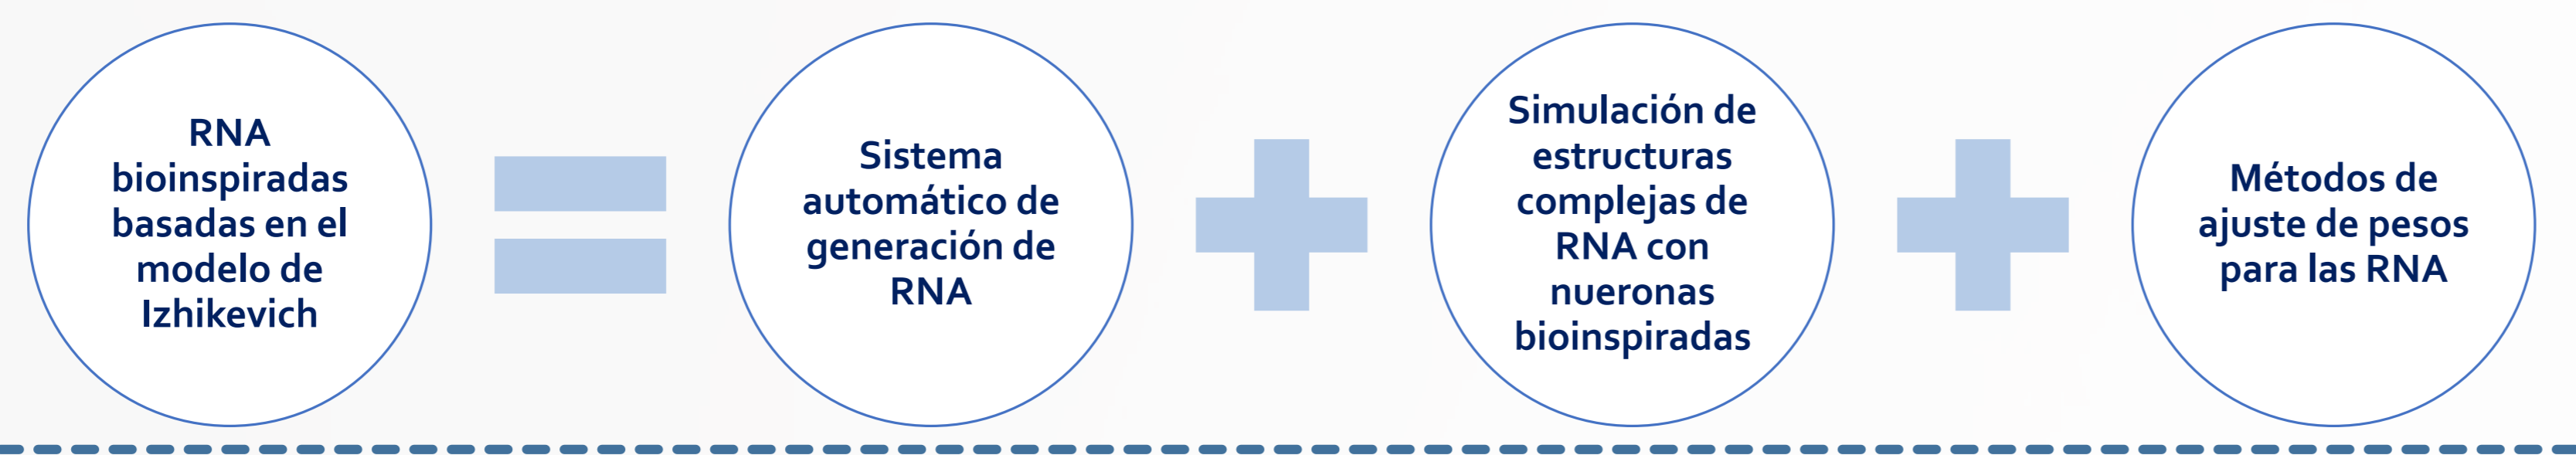 RNA
bioinspiradas
basadas en el
modelo de
Izhikevich
Sistema
automático de
generación de
RNA
Simulación de
estructuras
complejas de
RNA con
nueronas
bioinspiradas
Métodos de
ajuste de pesos
para las RNA